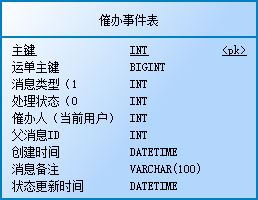 催办事件表
主键 INT <pk>
运单主键 BIGINT
消息类型（1 INT
处理状态（0 INT
催办人（当前用户） INT
父消息ID INT
创建时间 DATETIME
消息备注 VARCHAR(100)
状态更新时间 DATETIME